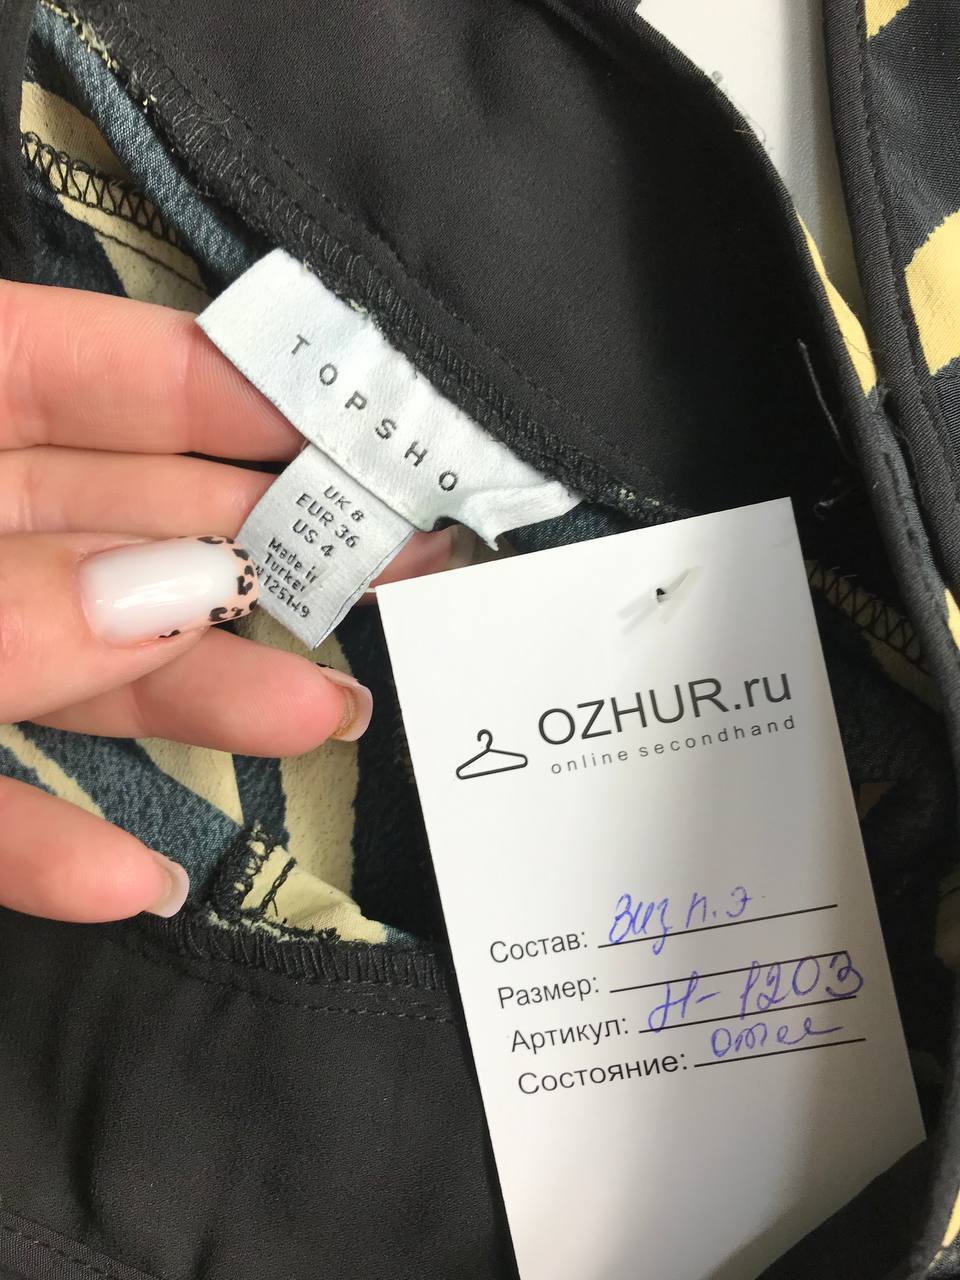 TOPSHO
UK 8
EUR 36
US 4
Made in
Turkey
125149
OZHUR.ru
online secondhand
Состав: виз п.э.
Размер:
Артикул: Н-1203
Состояние: отл